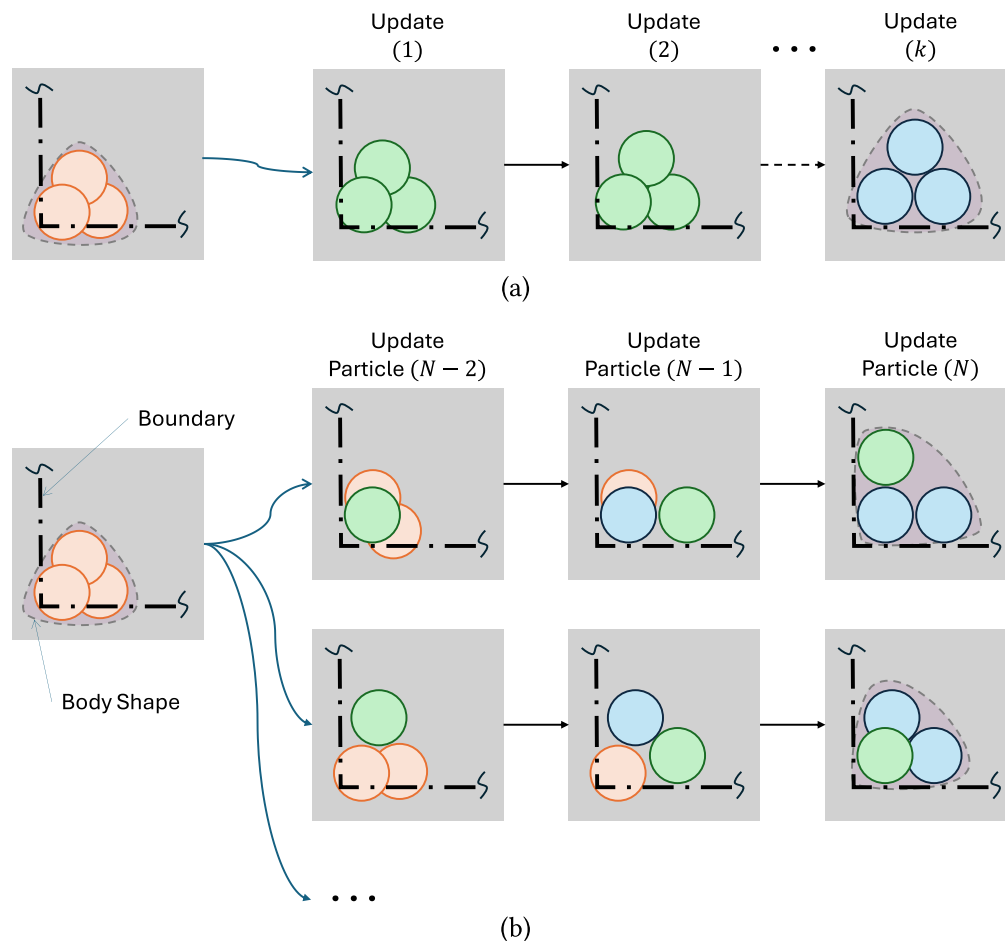 Update
(1)
Update
(2)
• • •
Update
(k)
(a)
Update
Particle (N − 2)
Update
Particle (N − 1)
Update
Particle (N)
Boundary
Body Shape
• • •
(b)